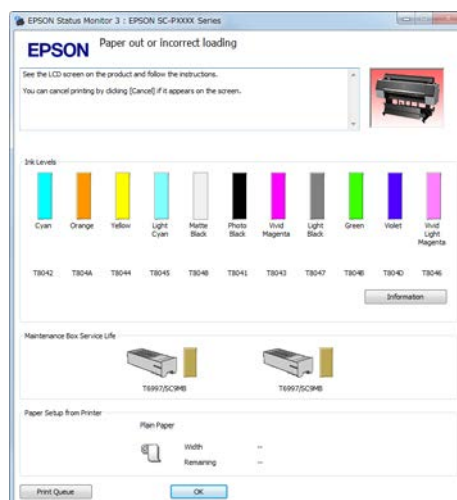 EPSON Status Monitor 3 : EPSON SC-PXXXX Series
EPSON
Paper out or incorrect loading
See the LCD screen on the product and follow the instructions.
You can cancel printing by clicking [Cancel] if it appears on the screen.
Ink Levels
Cyan Orange Yellow Light Cyan Matte Black Photo Black Vivid Magenta Light Black Green Violet Vivid Light Magenta
T8042 T804A T8044 T8045 T8048 T8041 T8043 T8047 T804B T804D T8046
Information
Maintenance Box Service Life
T6997/SC9MB T6997/SC9MB
Paper Setup from Printer
Plain Paper
Width --
Remaining --
Print Queue OK